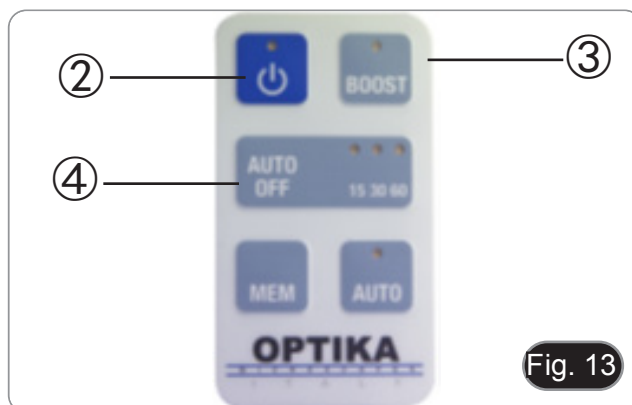 ② ③
BOOST
④
AUTO
OFF
15 30 60
MEM AUTO
OPTIKA
I T A L Y
Fig. 13